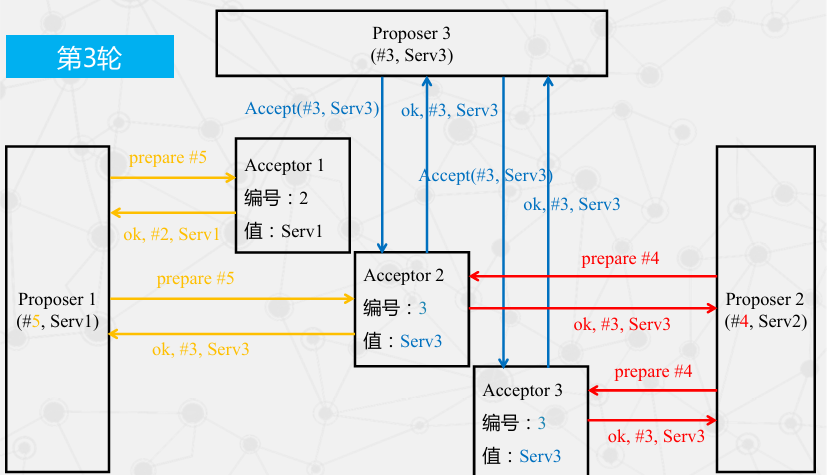 第3轮
Proposer 3
(#3, Serv3)
Accept(#3, Serv3)
ok, #3, Serv3
Accept(#3, Serv3)
ok, #3, Serv3
prepare #5
ok, #2, Serv1
Acceptor 1
编号：2
值：Serv1
prepare #5
ok, #3, Serv3
Proposer 1
(#5, Serv1)
Acceptor 2
编号：3
值：Serv3
prepare #4
ok, #3, Serv3
Proposer 2
(#4, Serv2)
Acceptor 3
编号：3
值：Serv3
prepare #4
ok, #3, Serv3